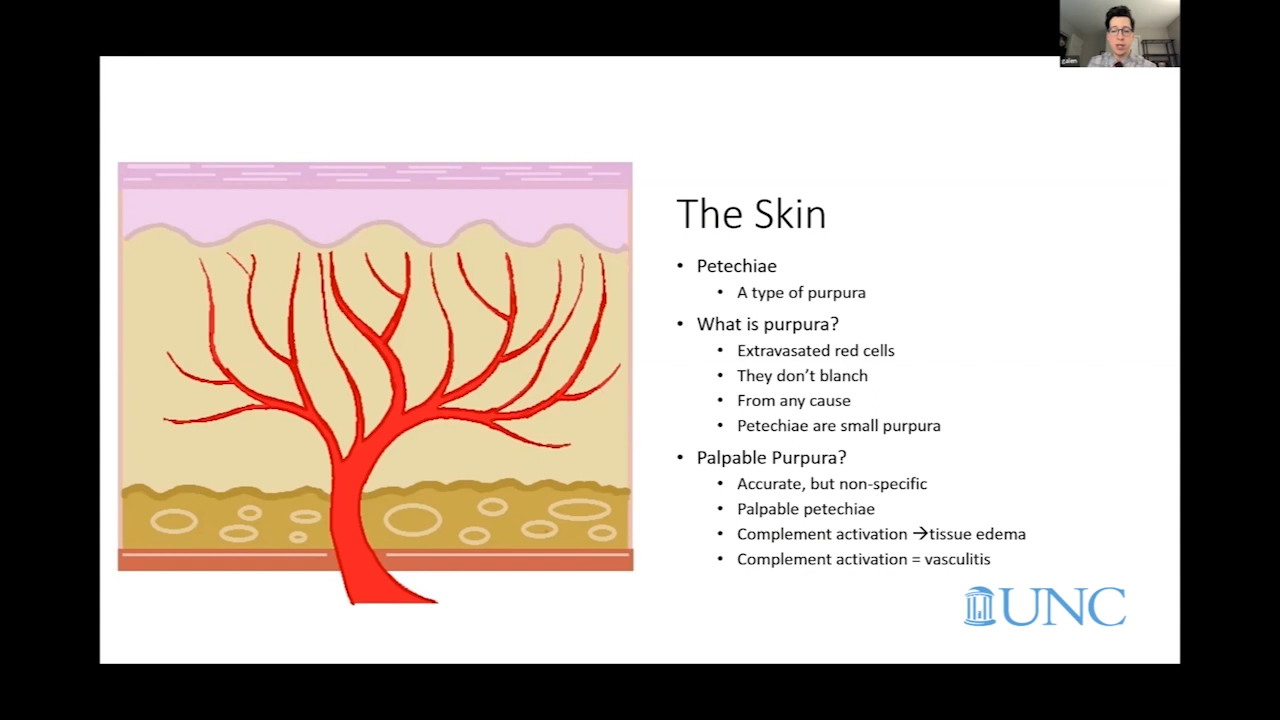 galen
The Skin
• Petechiae
• A type of purpura
• What is purpura?
• Extravasated red cells
• They don’t blanch
• From any cause
• Petechiae are small purpura
• Palpable Purpura?
• Accurate, but non-specific
• Palpable petechiae
• Complement activation →tissue edema
• Complement activation = vasculitis
UNC